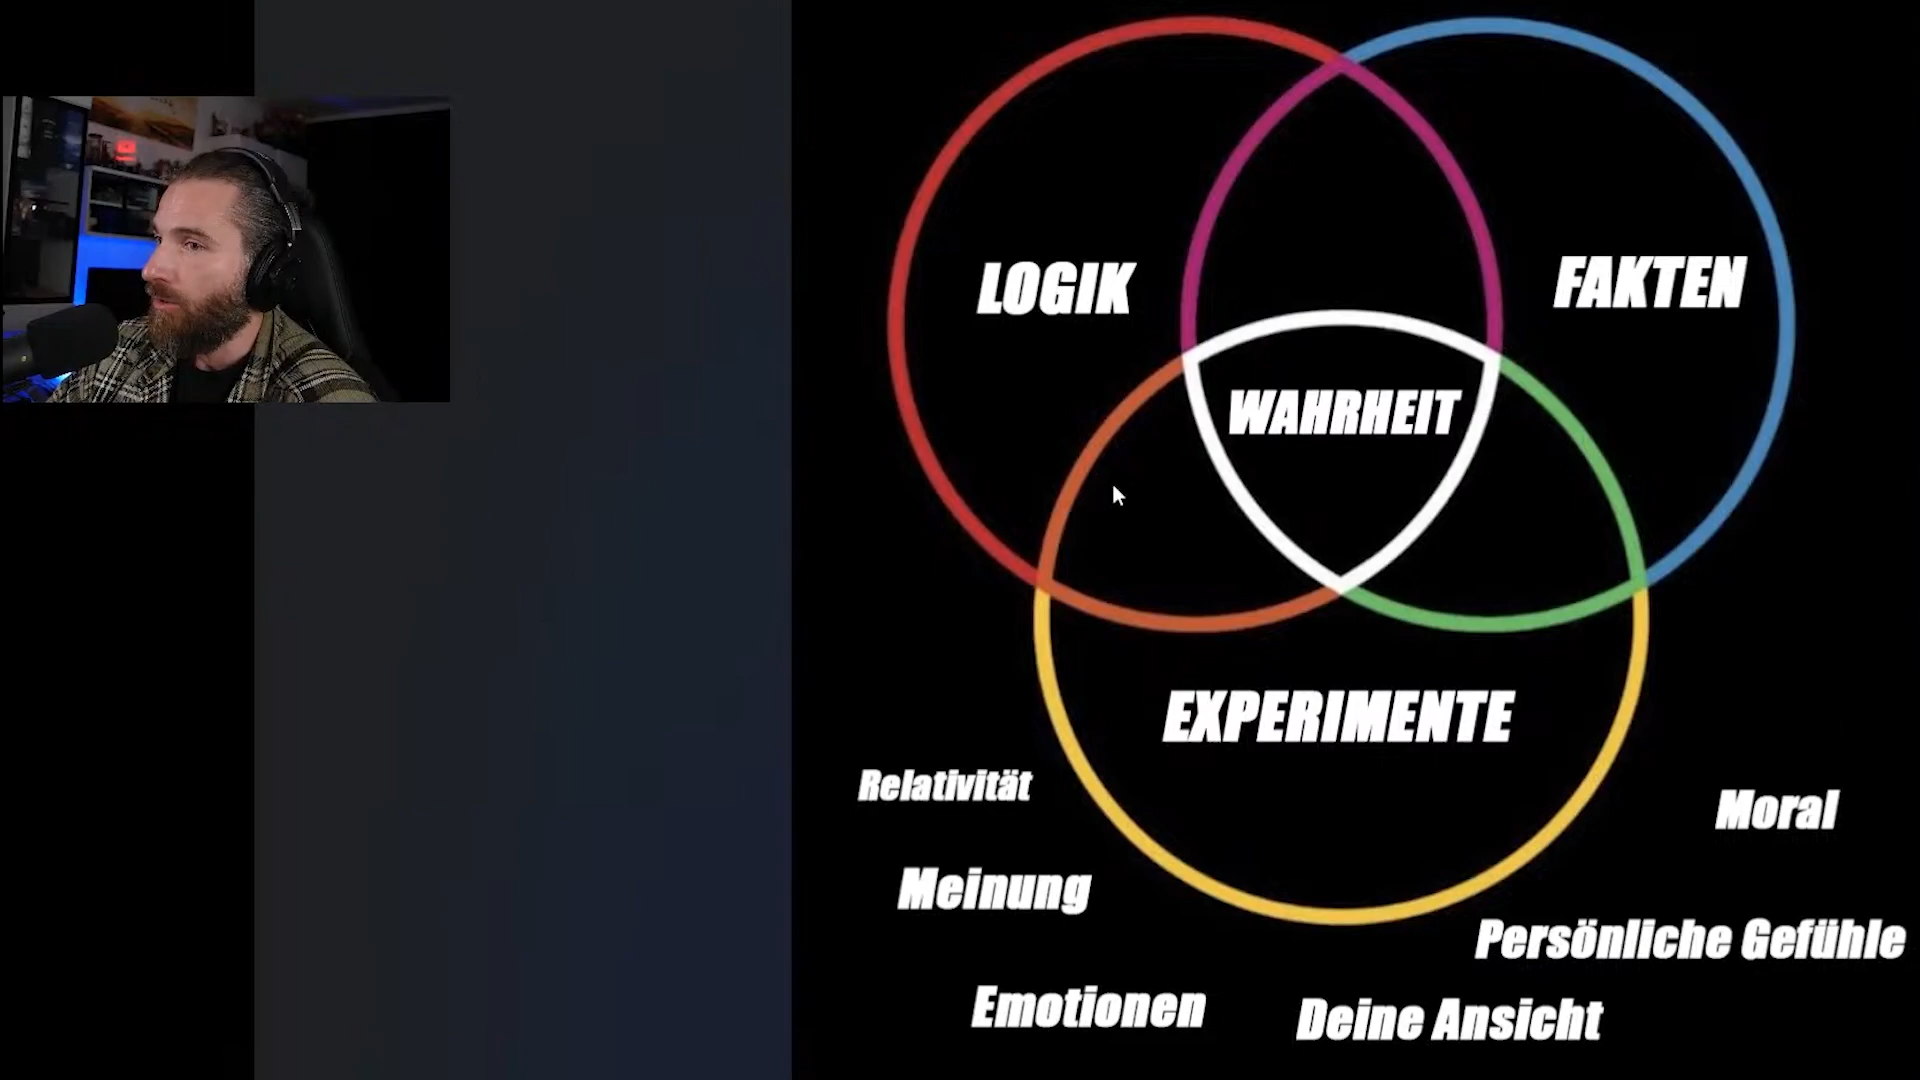 LOGIK
FAKTEN
WAHRHEIT
EXPERIMENTE
Relativität
Moral
Meinung
Persönliche Gefühle
Emotionen
Deine Ansicht